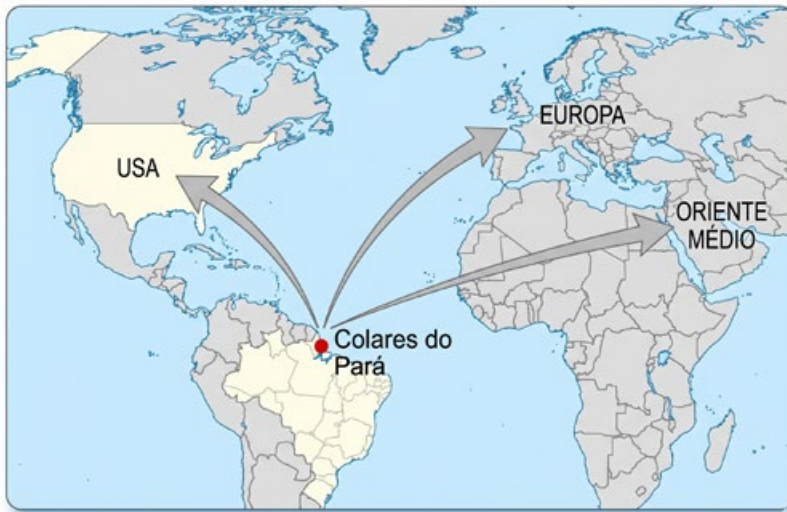 EUROPA
USA
ORIENTE
MÉDIO
Colares do
Pará